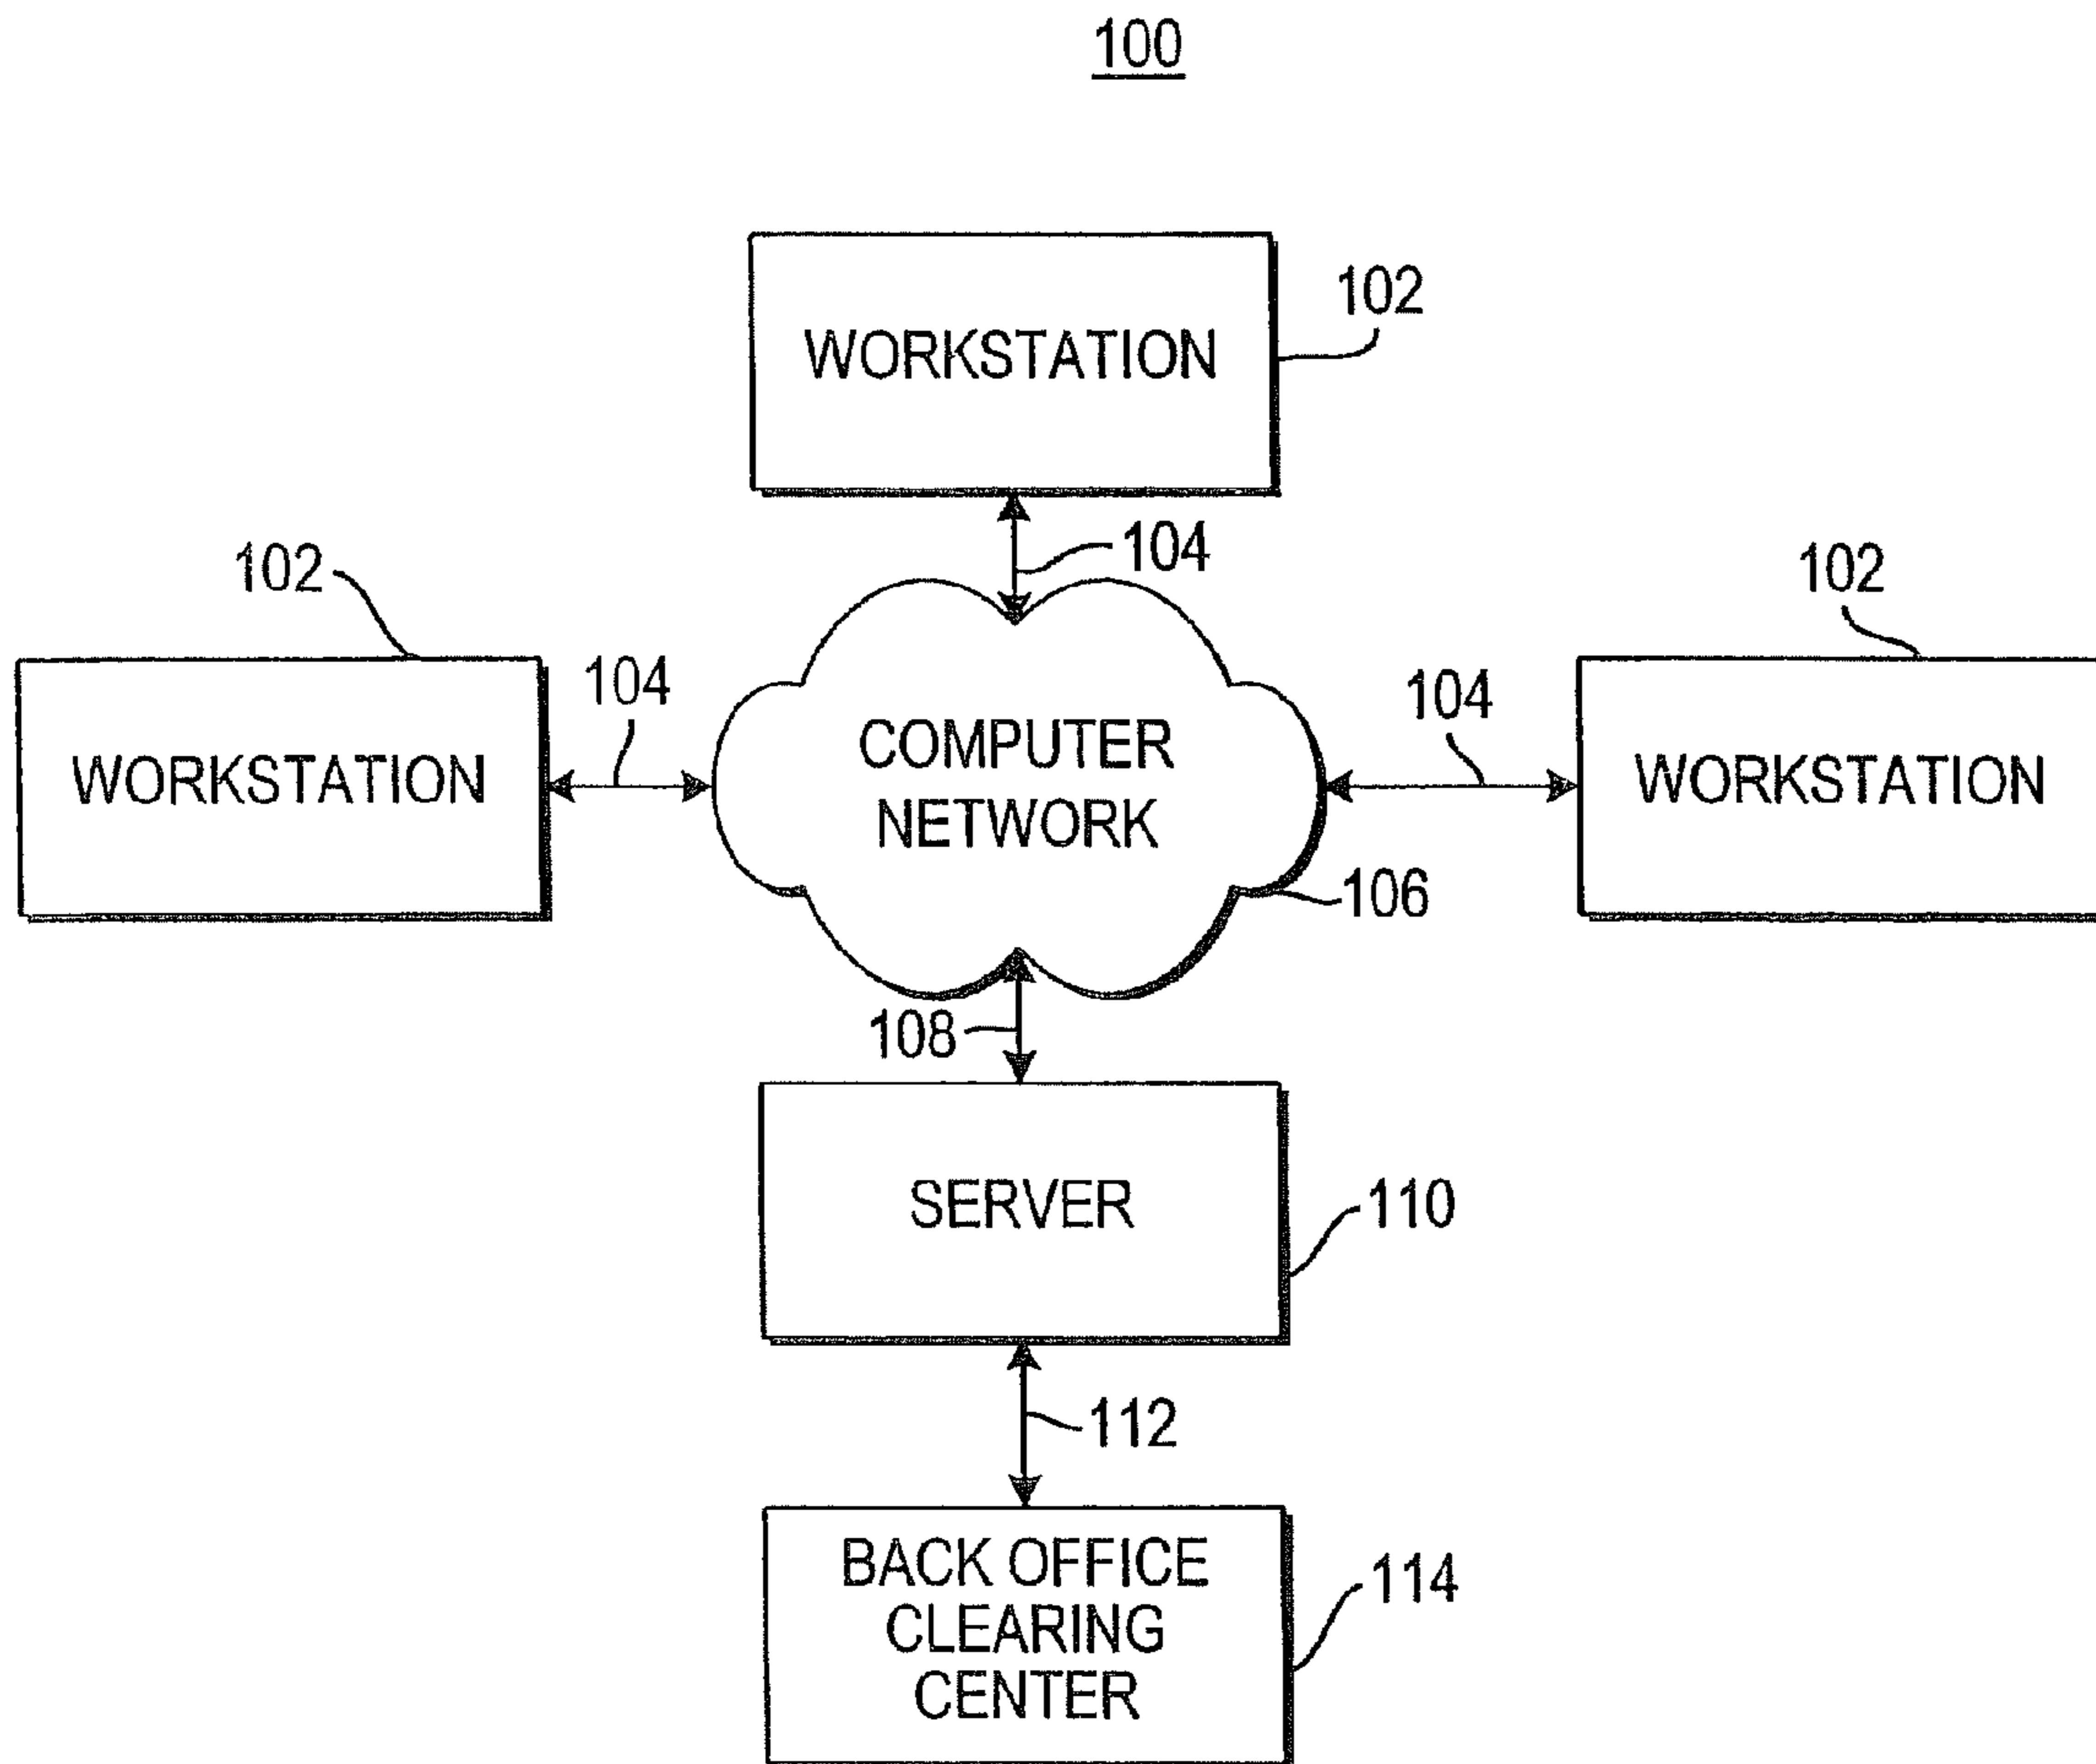 100
WORKSTATION
102
104
102
104
104
102
WORKSTATION
COMPUTER
NETWORK
WORKSTATION
106
108
SERVER
110
112
BACK OFFICE
CLEARING
CENTER
114